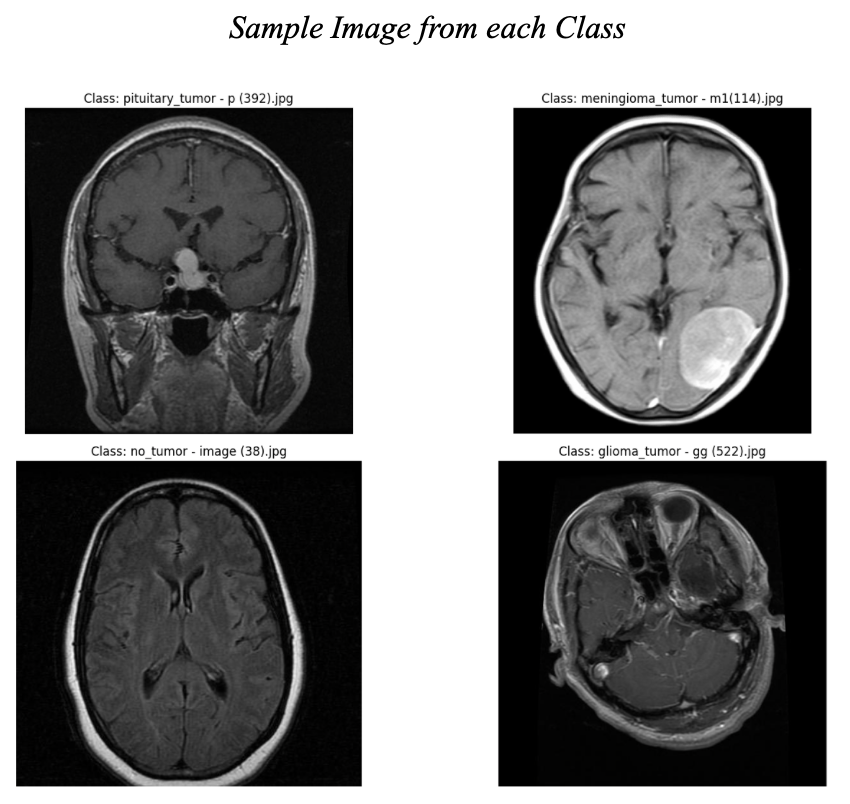 Sample Image from each Class
Class: pituitary_tumor - p (392).jpg
Class: meningioma_tumor - m1(114).jpg
Class: no_tumor - image (38).jpg
Class: glioma_tumor - gg (522).jpg